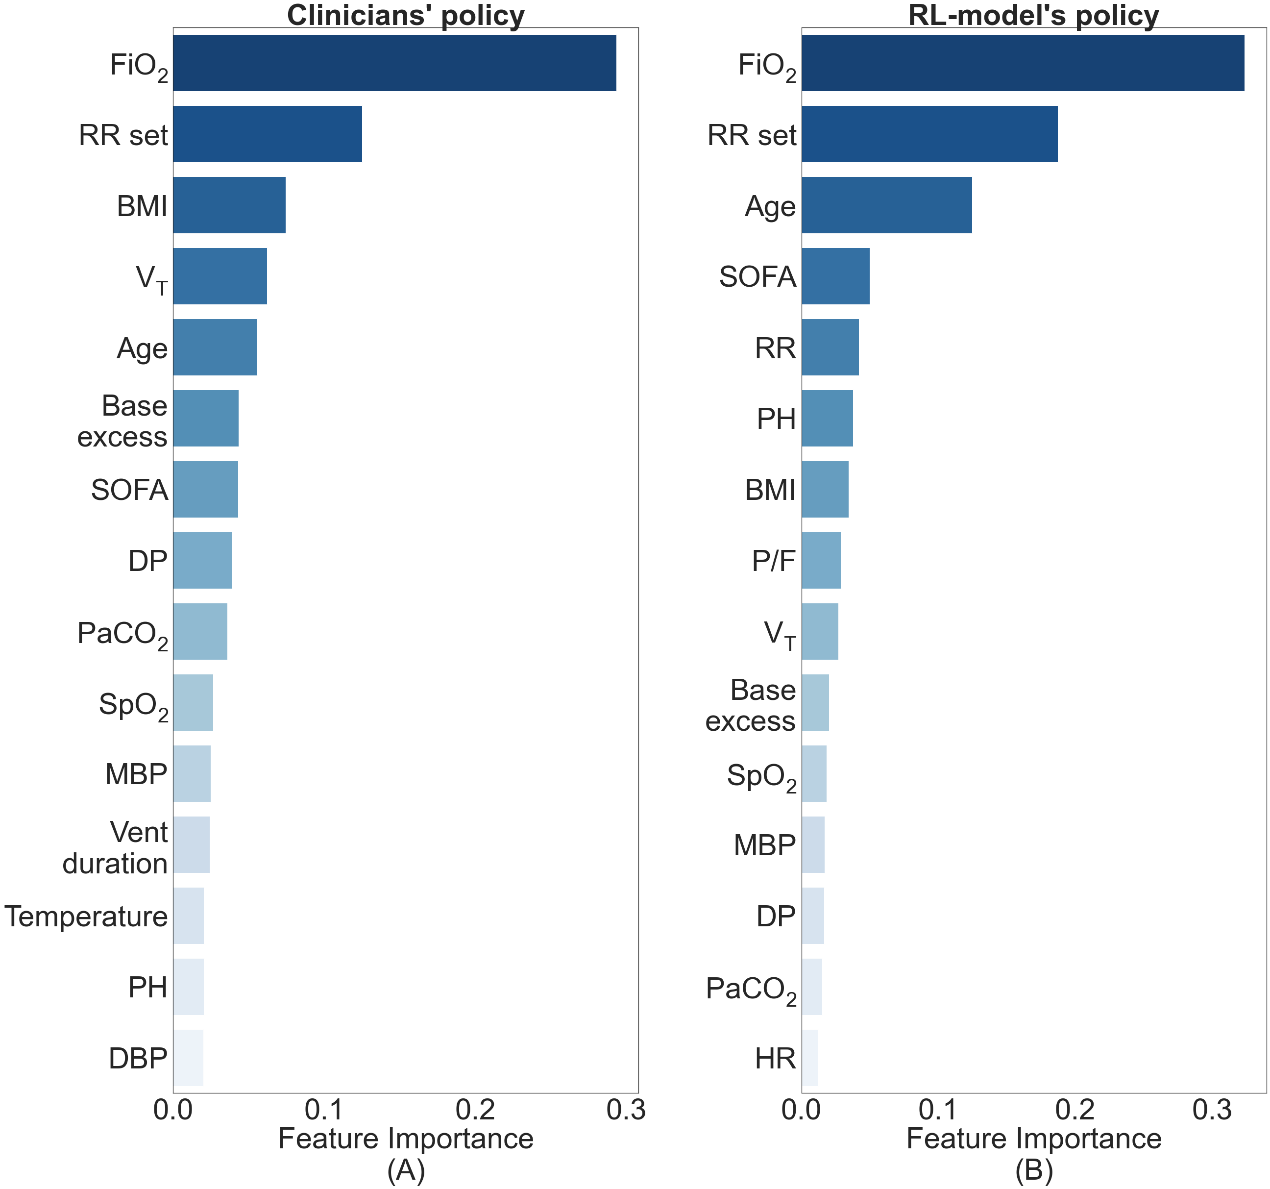 Clinicians' policy
FiO2
RR set
BMI
VT
Age
Base
excess
SOFA
DP
PaCO2
SpO2
MBP
Vent
duration
Temperature
PH
DBP
0.0 0.1 0.2 0.3
Feature Importance
(A)
RL-model's policy
FiO2
RR set
Age
SOFA
RR
PH
BMI
P/F
VT
Base
excess
SpO2
MBP
DP
PaCO2
HR
0.0 0.1 0.2 0.3
Feature Importance
(B)